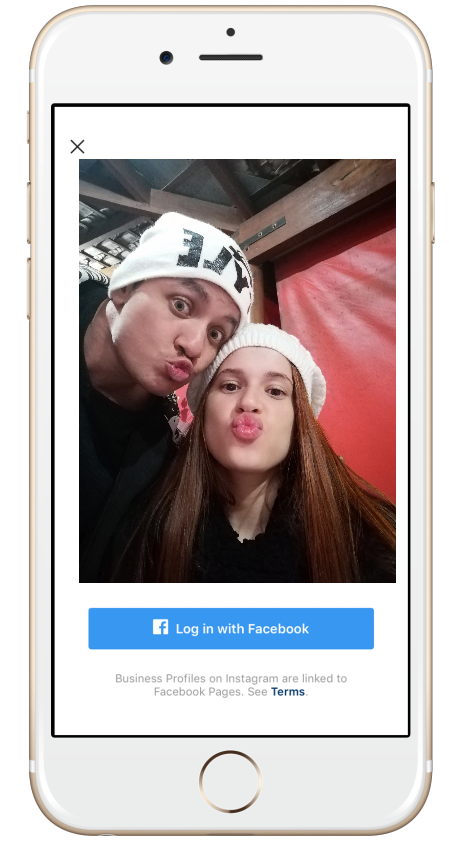 Log in with Facebook
Business Profiles on Instagram are linked to
Facebook Pages. See Terms.